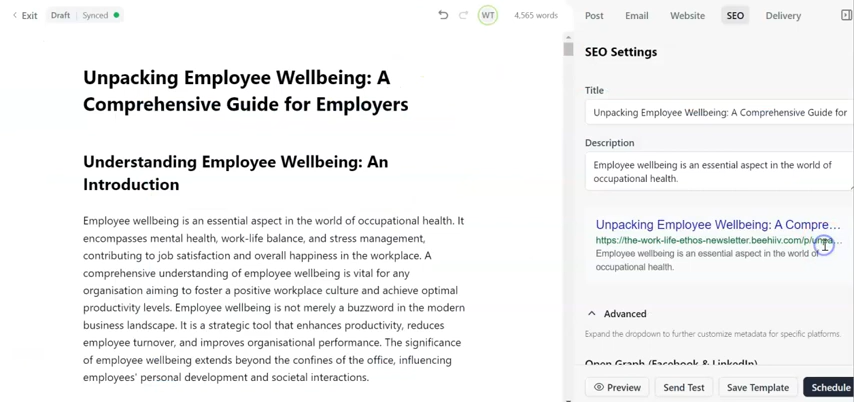 Exit Draft Synced WT 4,565 words
Post Email Website SEO Delivery
Unpacking Employee Wellbeing: A
Comprehensive Guide for Employers
Understanding Employee Wellbeing: An
Introduction
Employee wellbeing is an essential aspect in the world of occupational health. It
encompasses mental health, work-life balance, and stress management,
contributing to job satisfaction and overall happiness in the workplace. A
comprehensive understanding of employee wellbeing is vital for any
organisation aiming to foster a positive workplace culture and achieve optimal
productivity levels. Employee wellbeing is not merely a buzzword in the modern
business landscape. It is a strategic tool that enhances productivity, reduces
employee turnover, and improves organisational performance. The significance
of employee wellbeing extends beyond the confines of the office, influencing
employees' personal development and societal interactions.
SEO Settings
Title
Unpacking Employee Wellbeing: A Comprehensive Guide for
Description
Employee wellbeing is an essential aspect in the world of
occupational health.
Unpacking Employee Wellbeing: A Compre...
https://the-work-life-ethos-newsletter.beehiiv.com/p/unpa...
Employee wellbeing is an essential aspect in the world of
occupational health.
Advanced
Expand the dropdown to further customize metadata for specific platforms.
Open Graph (Facebook & LinkedIn)
Preview Send Test Save Template Schedule